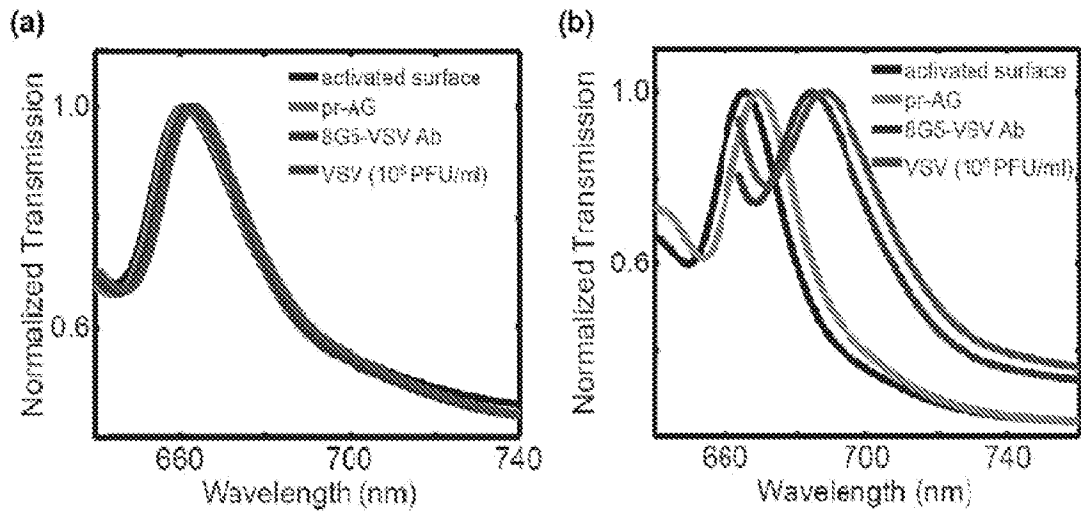 (a)
Normalized Transmission
1.0
0.6
activated surface
pr-AG
8G5-VSV Ab
VSV (10⁹ PFU/ml)
660
700
740
Wavelength (nm)
(b)
Normalized Transmission
1.0
0.6
activated surface
pr-AG
8G5-VSV Ab
VSV (10⁹ PFU/ml)
660
700
740
Wavelength (nm)